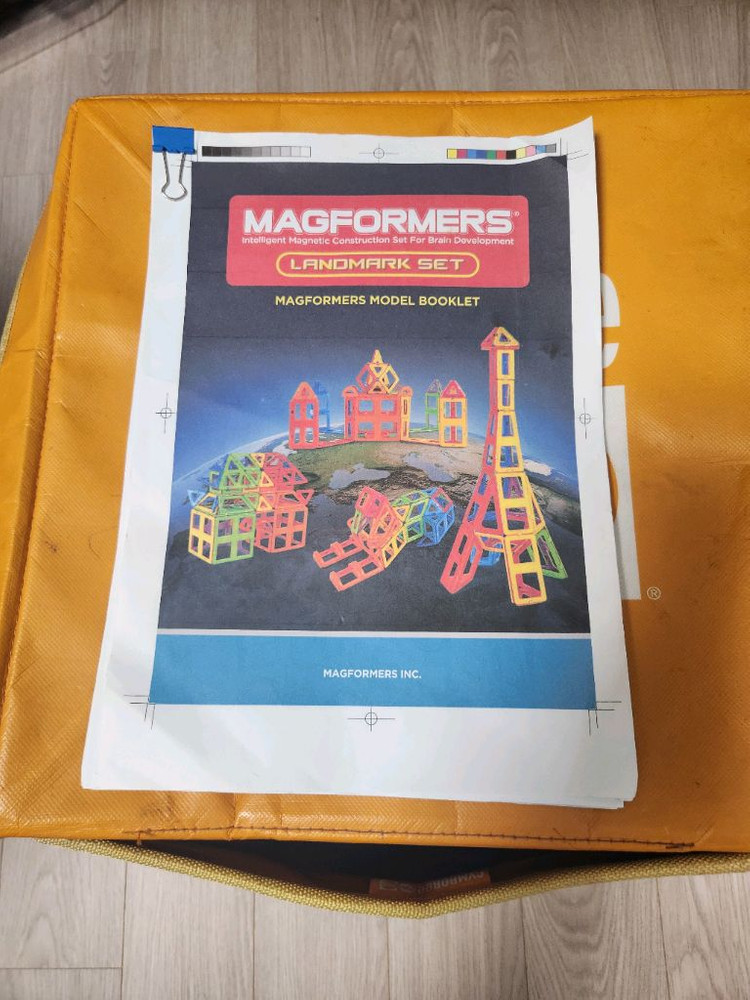 MAGFORMERS®
Intelligent Magnetic Construction Set For Brain Development
LANDMARK SET
MAGFORMERS MODEL BOOKLET
MAGFORMERS INC.
e
®